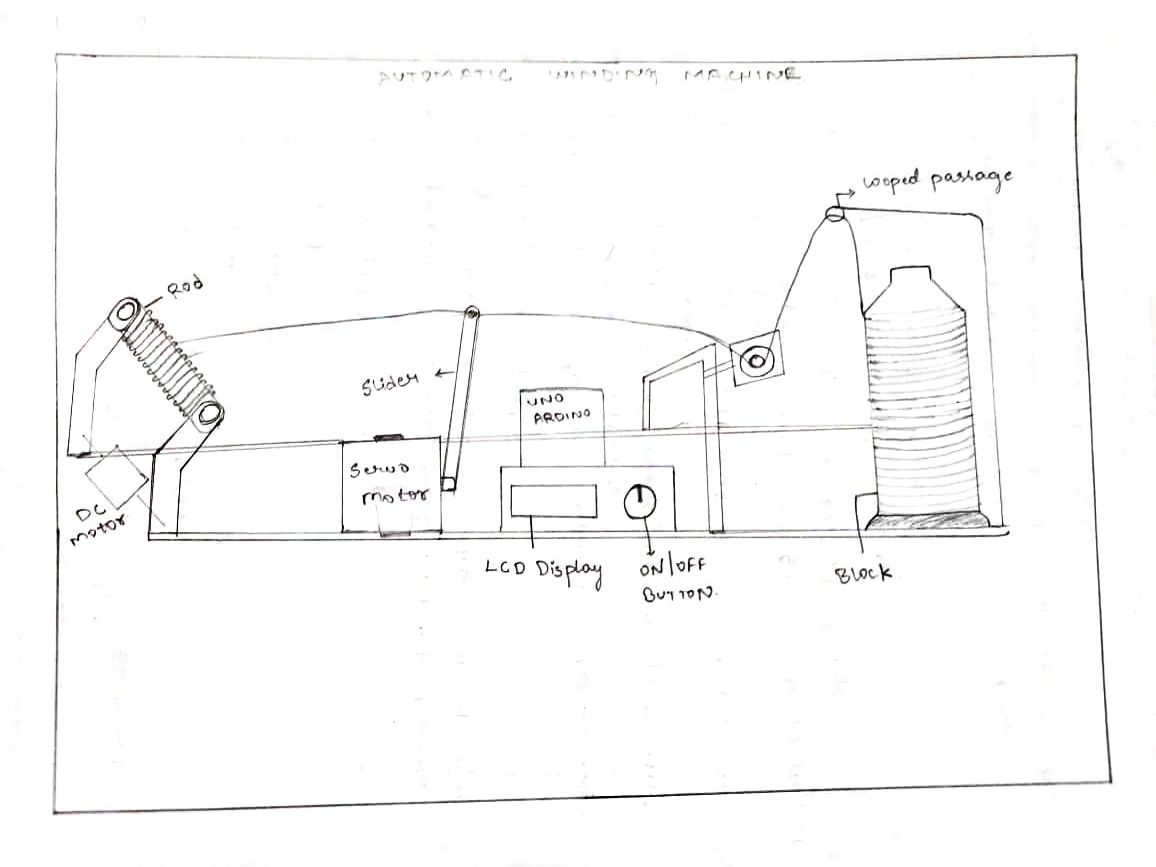 AUTOMATIC WINDING MACHINE
Looped passage
Rod
Slider
UNO
ARDINO
Servo
Motor
DC
Motor
LCD Display
ON/OFF
BUTTON.
BLOCK